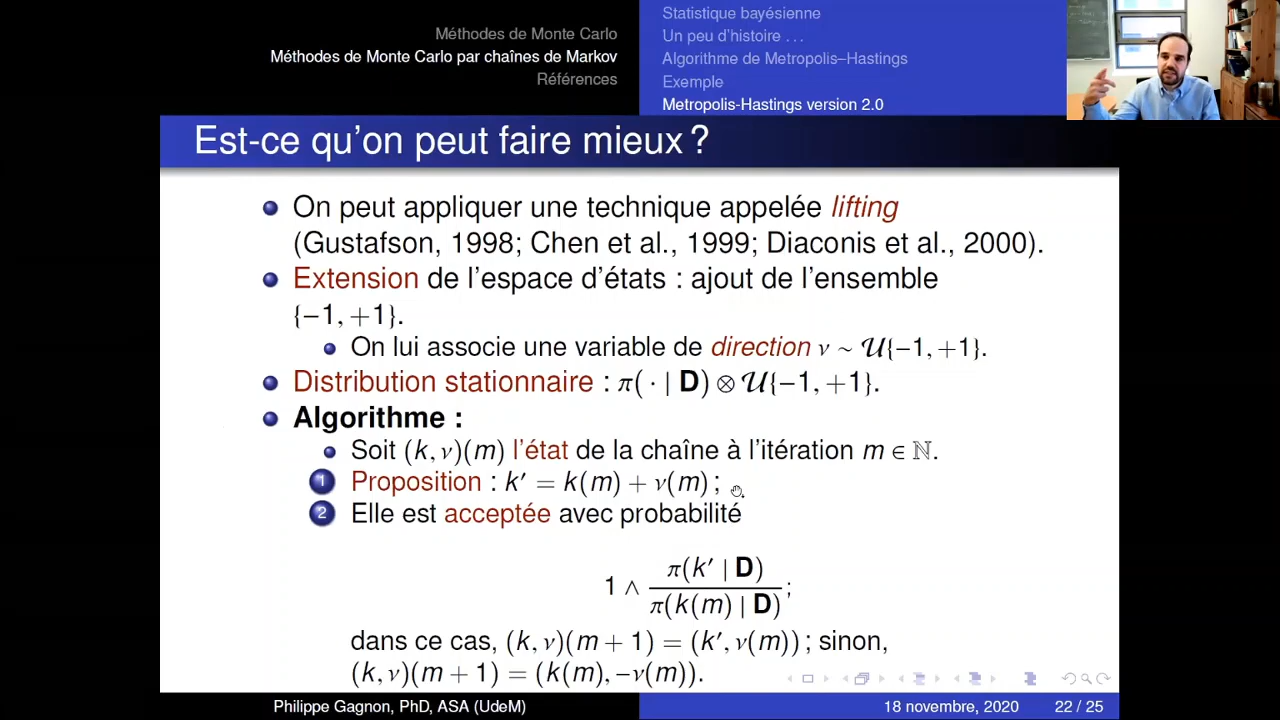 Méthodes de Monte Carlo
Méthodes de Monte Carlo par chaînes de Markov
Références
Statistique bayésienne
Un peu d'histoire . . .
Algorithme de Metropolis–Hastings
Exemple
Metropolis-Hastings version 2.0
Est-ce qu'on peut faire mieux ?
On peut appliquer une technique appelée lifting
(Gustafson, 1998; Chen et al., 1999; Diaconis et al., 2000).
Extension de l'espace d'états : ajout de l'ensemble
{−1, +1}.
On lui associe une variable de direction ν ∼ 𝒰{−1, +1}.
Distribution stationnaire : π( · | D) ⊗ 𝒰{−1, +1}.
Algorithme :
Soit (k, ν)(m) l'état de la chaîne à l'itération m ∈ ℕ.
1 Proposition : k′ = k(m) + ν(m) ;
2 Elle est acceptée avec probabilité
π(k′ | D)
1 ∧
π(k(m) | D)
;
dans ce cas, (k, ν)(m + 1) = (k′, ν(m)) ; sinon,
(k, ν)(m + 1) = (k(m), −ν(m)).
Philippe Gagnon, PhD, ASA (UdeM)
18 novembre, 2020
22 / 25